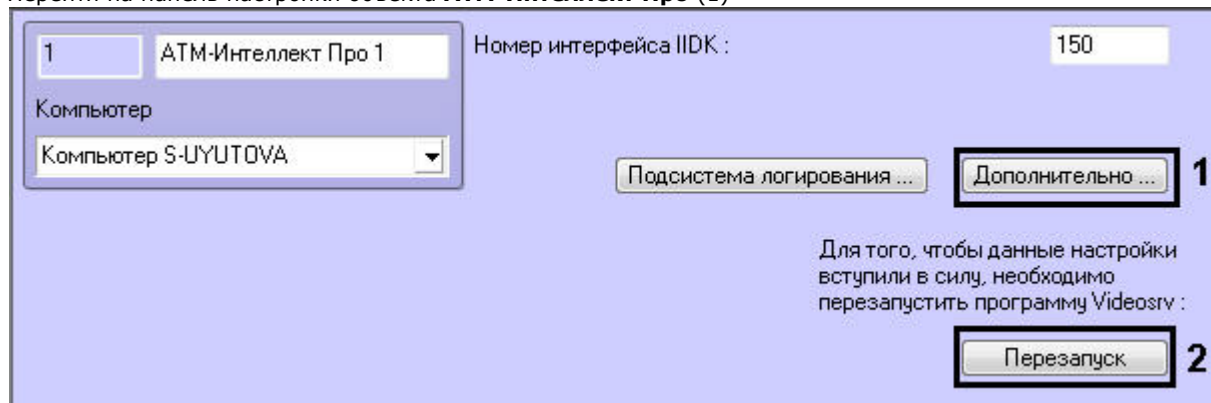 1 АТМ-Интеллект Про 1
Номер интерфейса IIDK : 150
Компьютер
Компьютер S-UYUTOVA
Подсистема логирования ... Дополнительно ... 1
Для того, чтобы данные настройки
вступили в силу, необходимо
перезапустить программу Videosrv :
Перезапуск 2